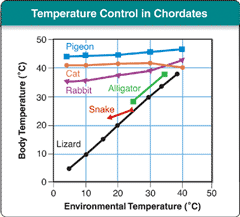 Temperature Control in Chordates
Body Temperature (°C)
50
40
30
20
10
0
Pigeon
Cat
Rabbit
Alligator
Snake
Lizard
0 10 20 30 40 50
Environmental Temperature (°C)